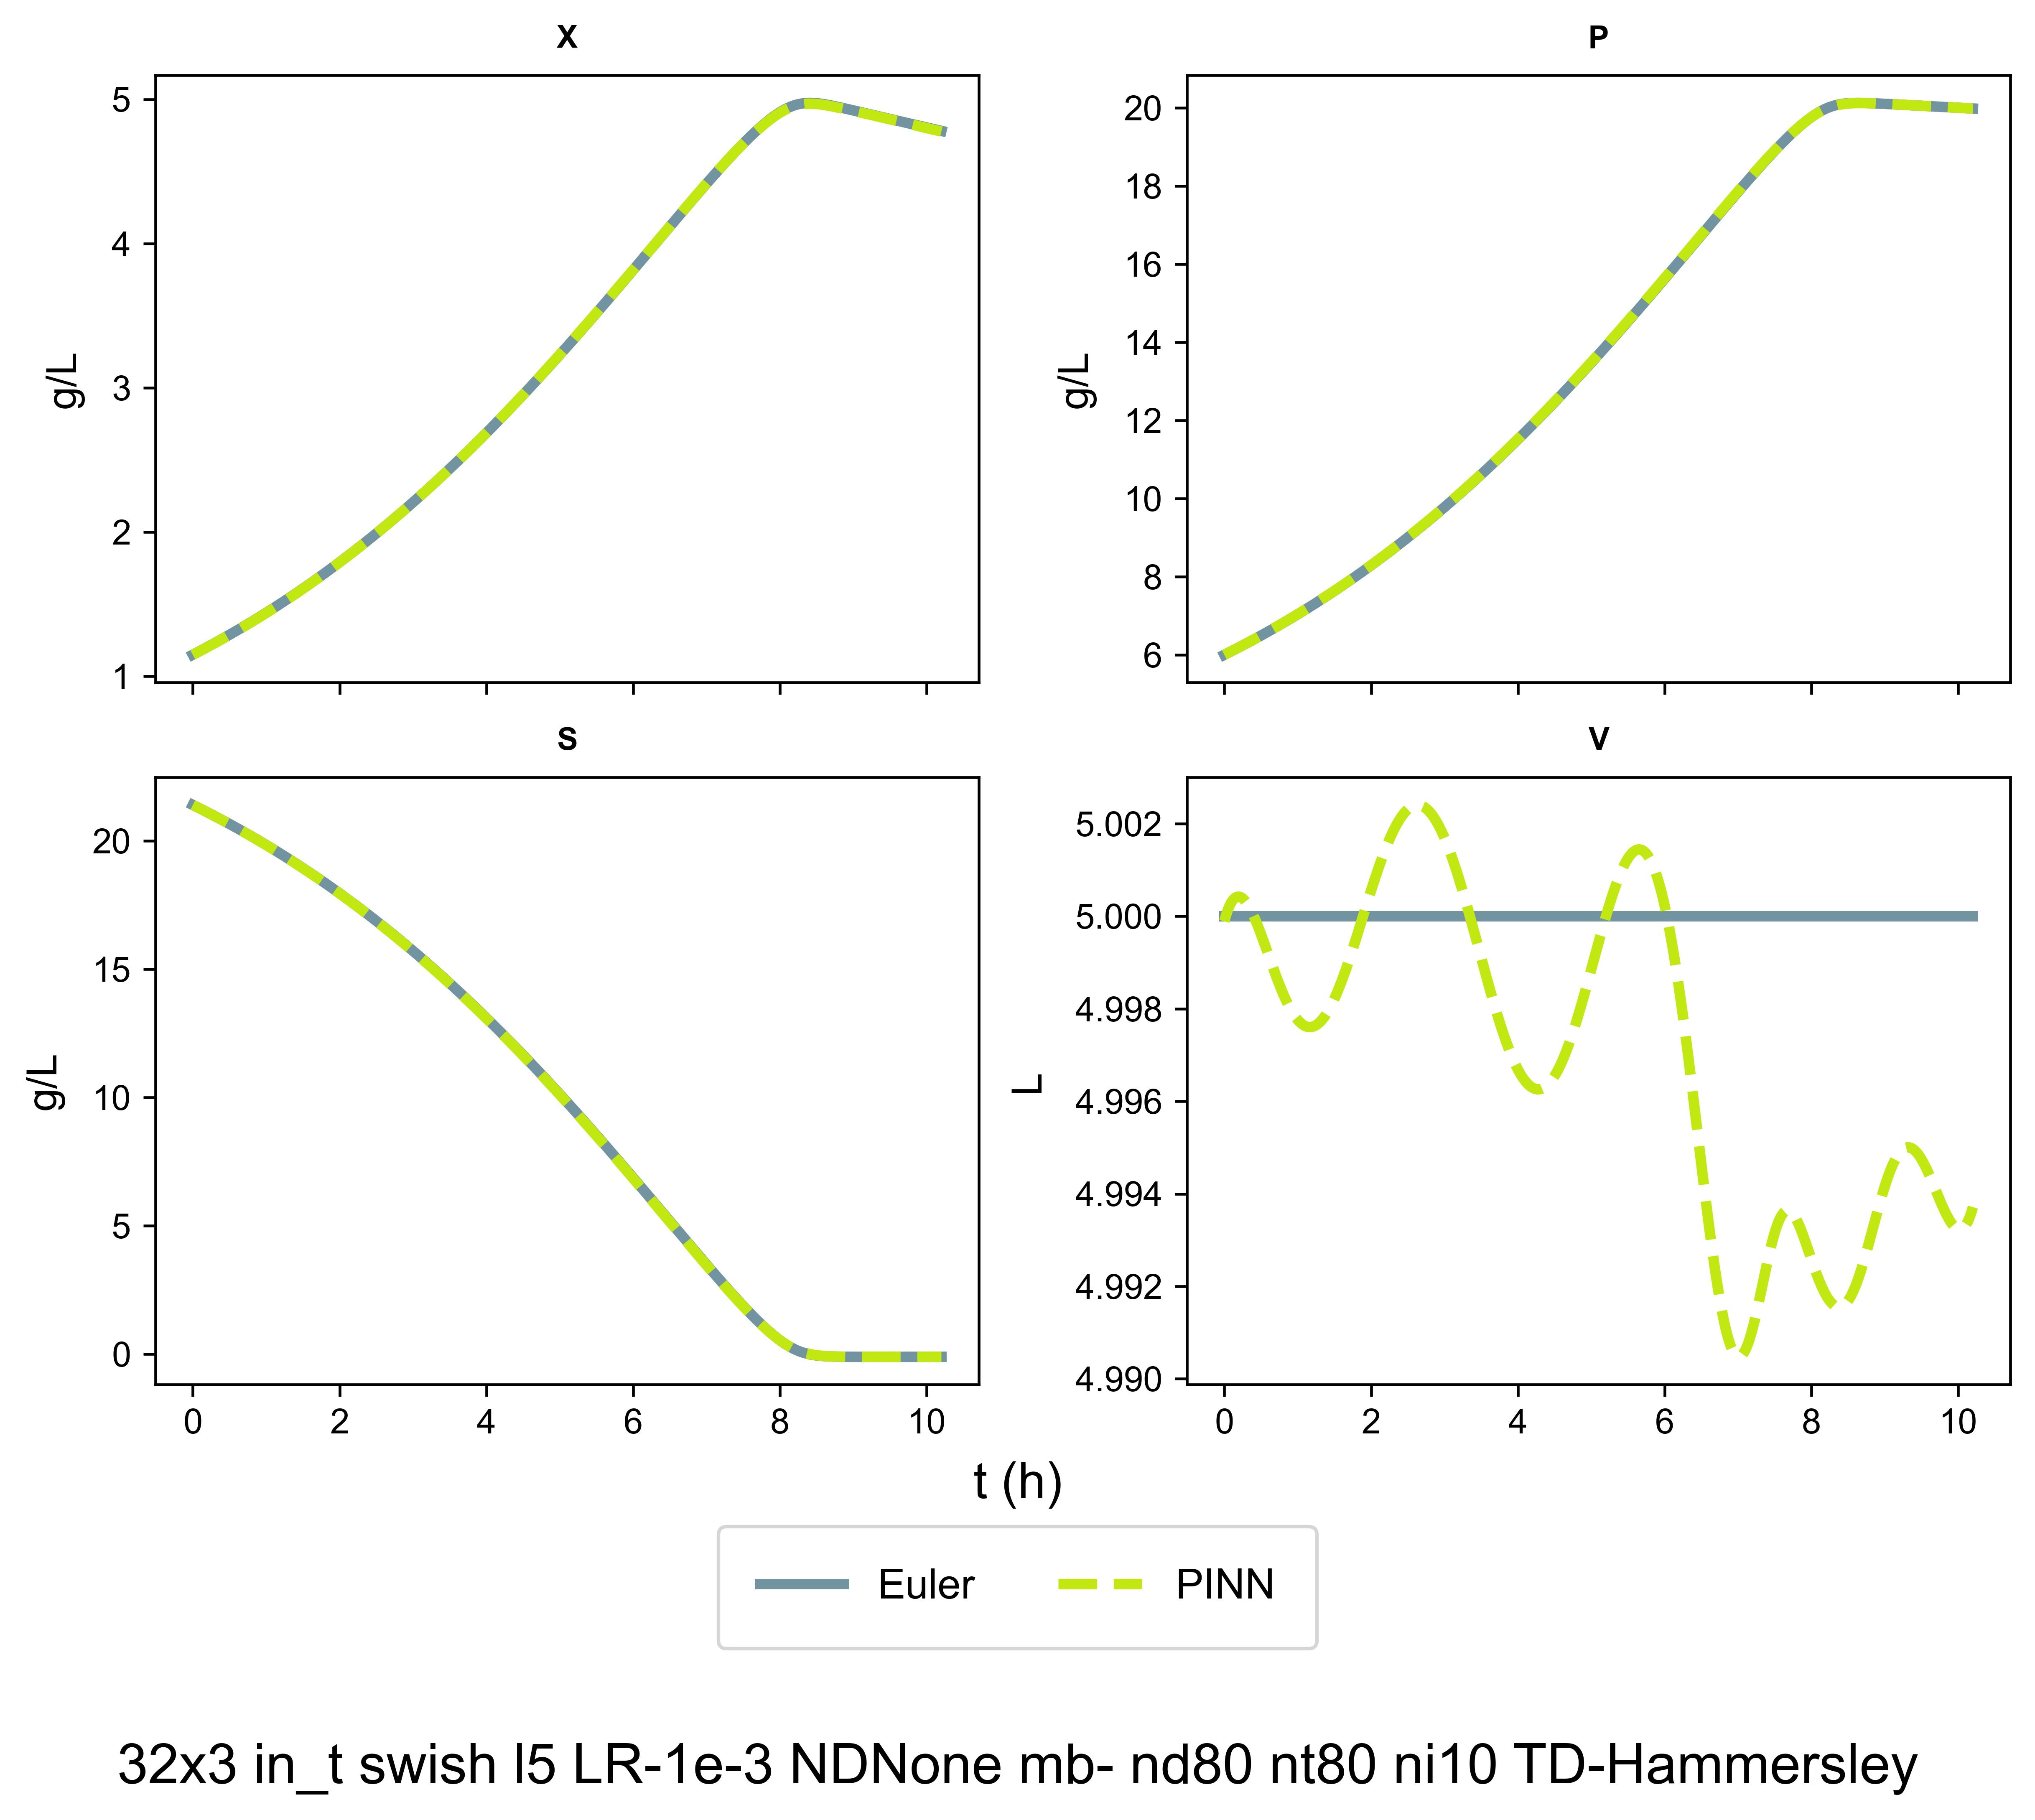 X
P
5
4
3
2
1
g/L
20
18
16
14
12
10
8
6
g/L
S
V
20
15
10
5
0
g/L
0 2 4 6 8 10
5.002
5.000
4.998
4.996
4.994
4.992
4.990
L
0 2 4 6 8 10
t (h)
Euler
PINN
32x3 in_t swish l5 LR-1e-3 NDNone mb- nd80 nt80 ni10 TD-Hammersley